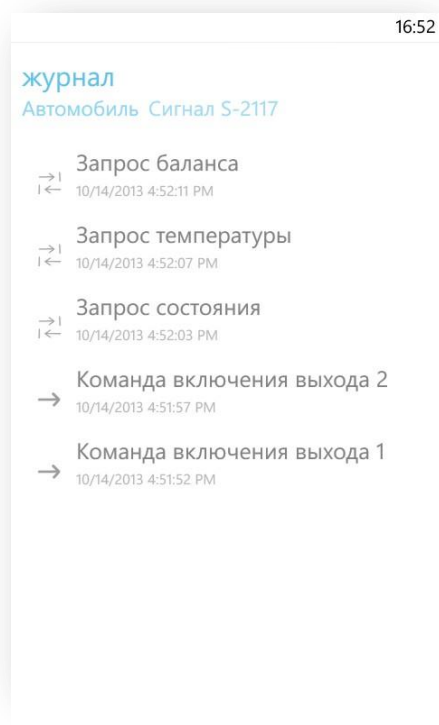 16:52
журнал
Автомобиль Сигнал S-2117
Запрос баланса
10/14/2013 4:52:11 PM
Запрос температуры
10/14/2013 4:52:07 PM
Запрос состояния
10/14/2013 4:52:03 PM
Команда включения выхода 2
10/14/2013 4:51:57 PM
Команда включения выхода 1
10/14/2013 4:51:52 PM